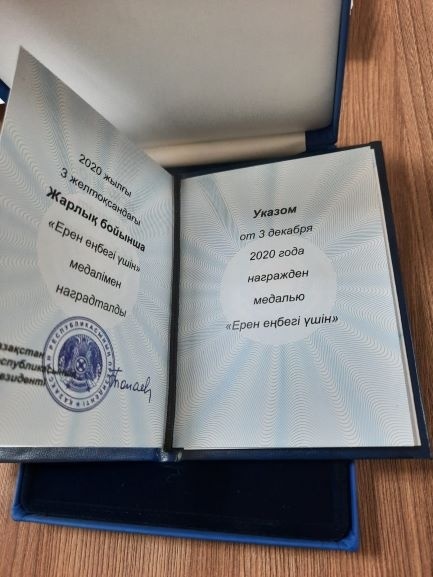 2020 жылғы
3 желтоқсандағы
Жарлық бойынша
«Ерен еңбегі үшін»
медалімен
наградталды
Указом
от 3 декабря
2020 года
награжден
медалью
«Ерен еңбегі үшін»